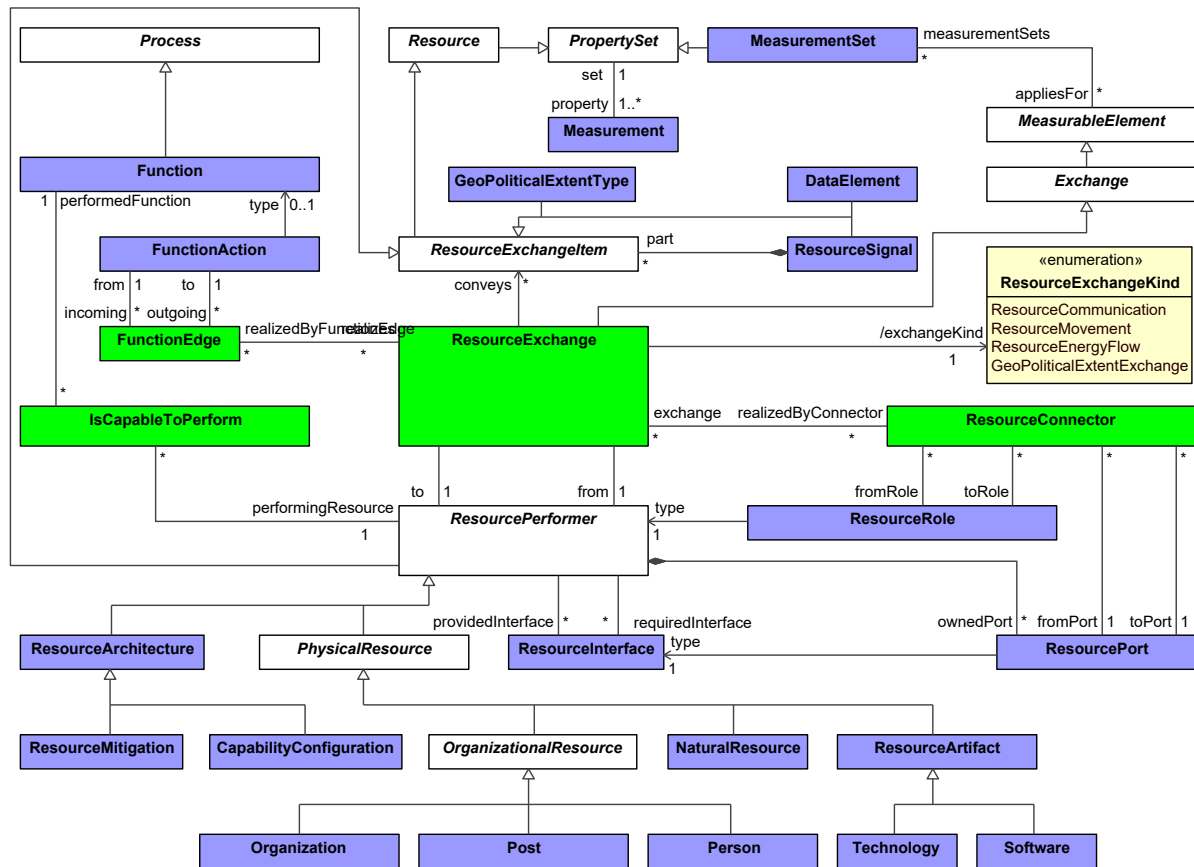 Process
Resource
PropertySet
MeasurementSet
measurementSets
*
set 1
property 1..*
appliesFor *
Measurement
MeasurableElement
Function
GeoPoliticalExtentType
DataElement
Exchange
1 performedFunction
type 0..1
FunctionAction
ResourceExchangeItem
part
*
ResourceSignal
«enumeration»
ResourceExchangeKind
ResourceCommunication
ResourceMovement
ResourceEnergyFlow
GeoPoliticalExtentExchange
from 1 to 1
conveys *
incoming * outgoing *
FunctionEdge
realizedByFunctionEdge
realizes
* *
ResourceExchange
/exchangeKind
1
*
IsCapableToPerform
exchange realizedByConnector
* *
ResourceConnector
* * * * *
to 1 from 1
fromRole toRole
performingResource
1
ResourcePerformer
type
1
ResourceRole
providedInterface * * requiredInterface
ownedPort * fromPort 1 toPort 1
ResourceArchitecture
PhysicalResource
ResourceInterface
type
1
ResourcePort
ResourceMitigation
CapabilityConfiguration
OrganizationalResource
NaturalResource
ResourceArtifact
Organization
Post
Person
Technology
Software